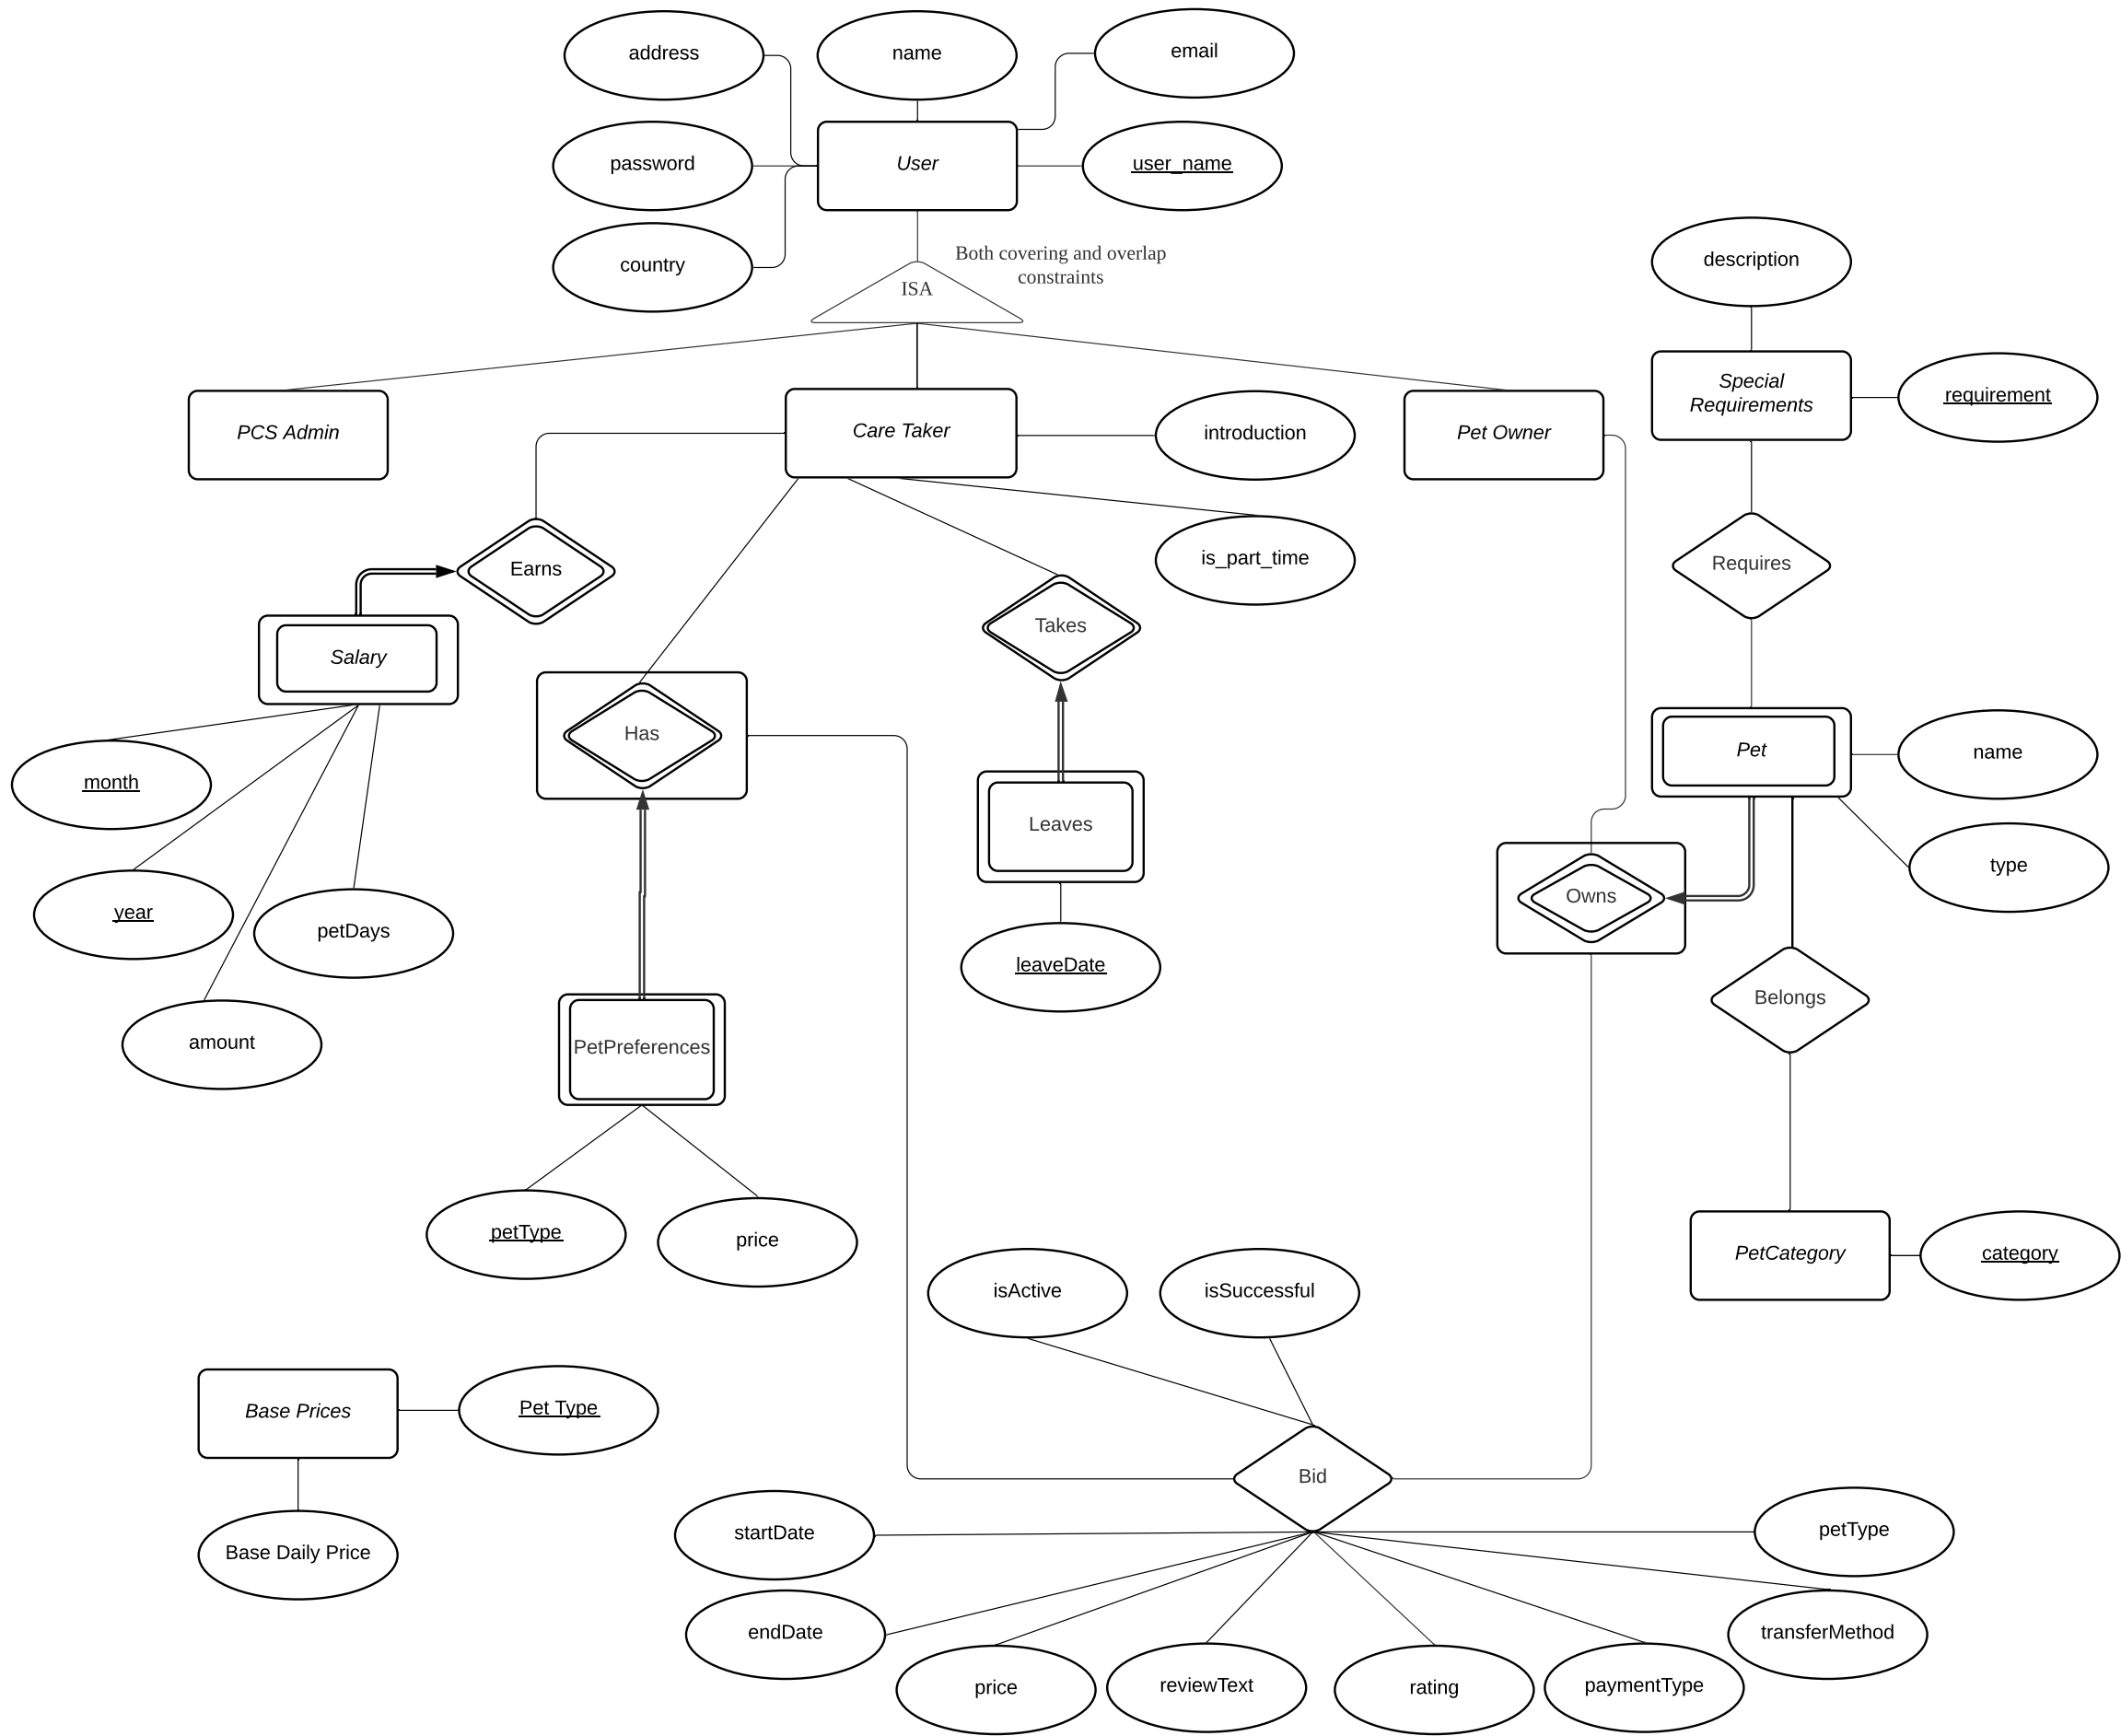 address
name
email
password
User
user_name
country
Both covering and overlap
constraints
ISA
description
PCS Admin
Care Taker
introduction
Pet Owner
Special
Requirements
requirement
Earns
is_part_time
Requires
Takes
Salary
Has
Pet
name
month
Leaves
type
year
petDays
Owns
leaveDate
Belongs
amount
PetPreferences
petType
price
PetCategory
category
isActive
isSuccessful
Base Prices
Pet Type
Bid
startDate
petType
Base Daily Price
endDate
transferMethod
price
reviewText
rating
paymentType